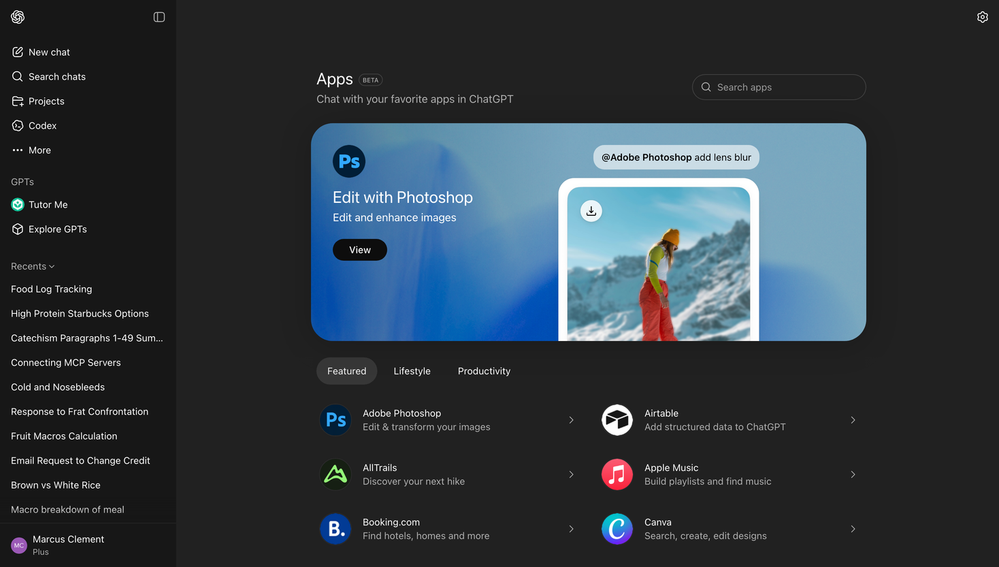 New chat
Search chats
Projects
Codex
More
GPTs
Tutor Me
Explore GPTs
Recents
Food Log Tracking
High Protein Starbucks Options
Catechism Paragraphs 1-49 Sum...
Connecting MCP Servers
Cold and Nosebleeds
Response to Frat Confrontation
Fruit Macros Calculation
Email Request to Change Credit
Brown vs White Rice
Macro breakdown of meal
MC
Marcus Clement
Plus
Apps BETA
Chat with your favorite apps in ChatGPT
Search apps
Ps
Edit with Photoshop
Edit and enhance images
View
@Adobe Photoshop add lens blur
Featured Lifestyle Productivity
Ps
Adobe Photoshop
Edit & transform your images
Airtable
Add structured data to ChatGPT
AllTrails
Discover your next hike
Apple Music
Build playlists and find music
B.
Booking.com
Find hotels, homes and more
C
Canva
Search, create, edit designs